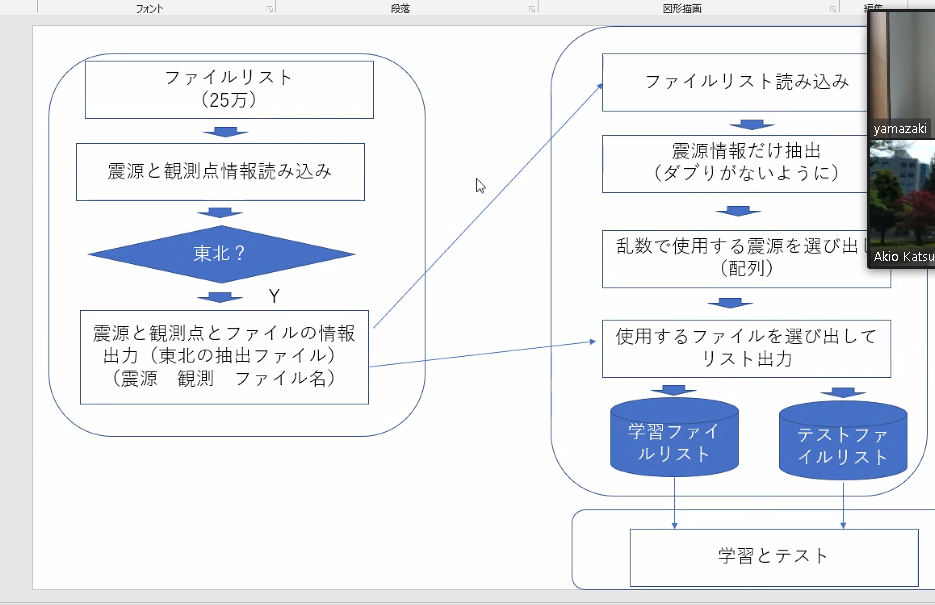 フォント
段落
図形描画
編集
ファイルリスト
（25万）
震源と観測点情報読み込み
東北？
Y
震源と観測点とファイルの情報
出力（東北の抽出ファイル）
（震源　観測　ファイル名）
ファイルリスト読み込み
震源情報だけ抽出
（ダブりがないように）
乱数で使用する震源を選び出し
（配列）
使用するファイルを選び出して
リスト出力
学習ファイ
ルリスト
テストファ
イルリスト
学習とテスト
yamazaki
Akio Katsu